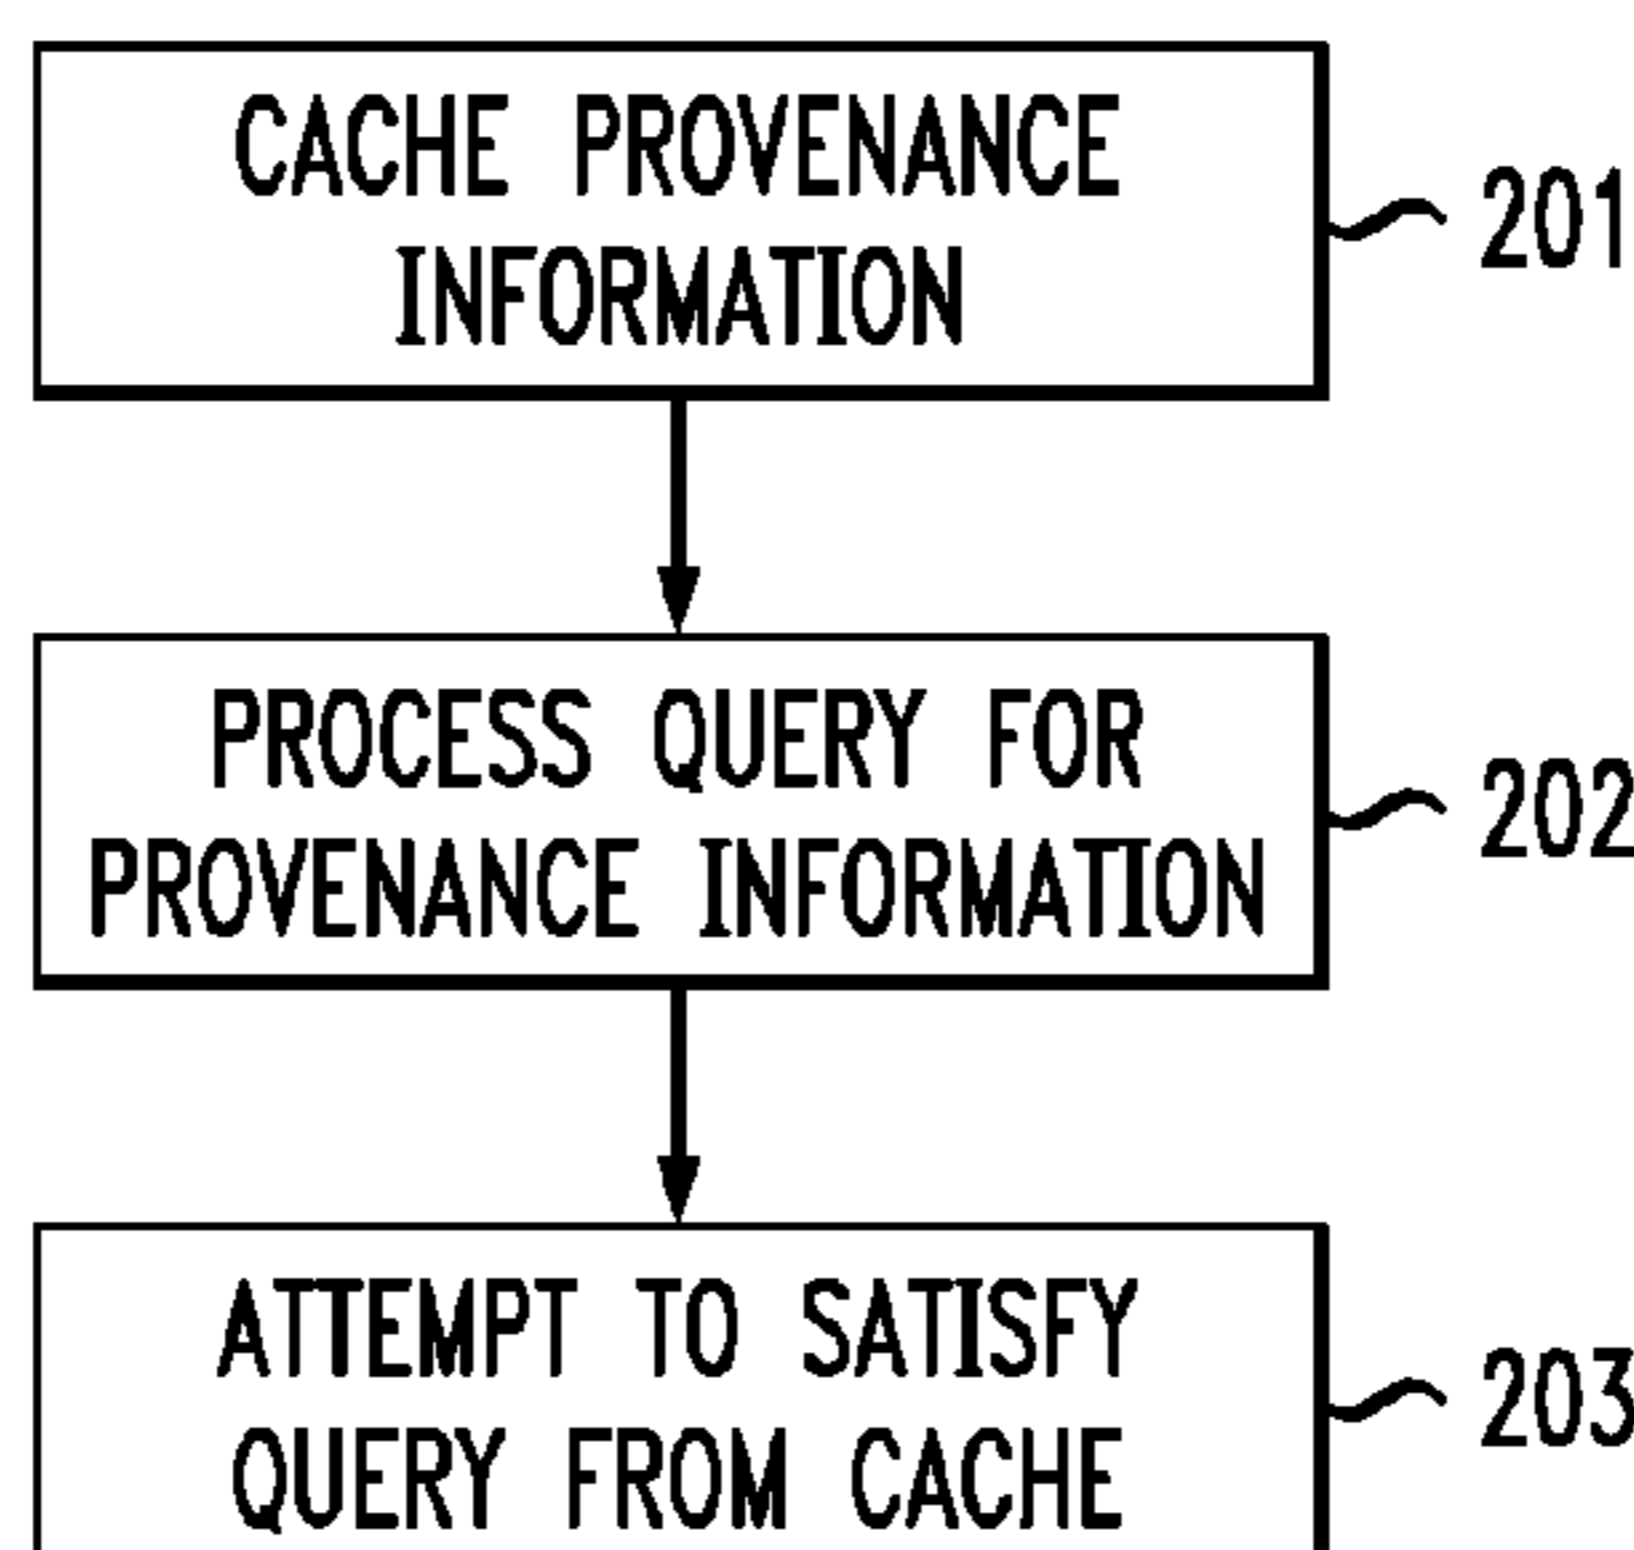 CACHE PROVENANCE
INFORMATION
201
PROCESS QUERY FOR
PROVENANCE INFORMATION
202
ATTEMPT TO SATISFY
QUERY FROM CACHE
203